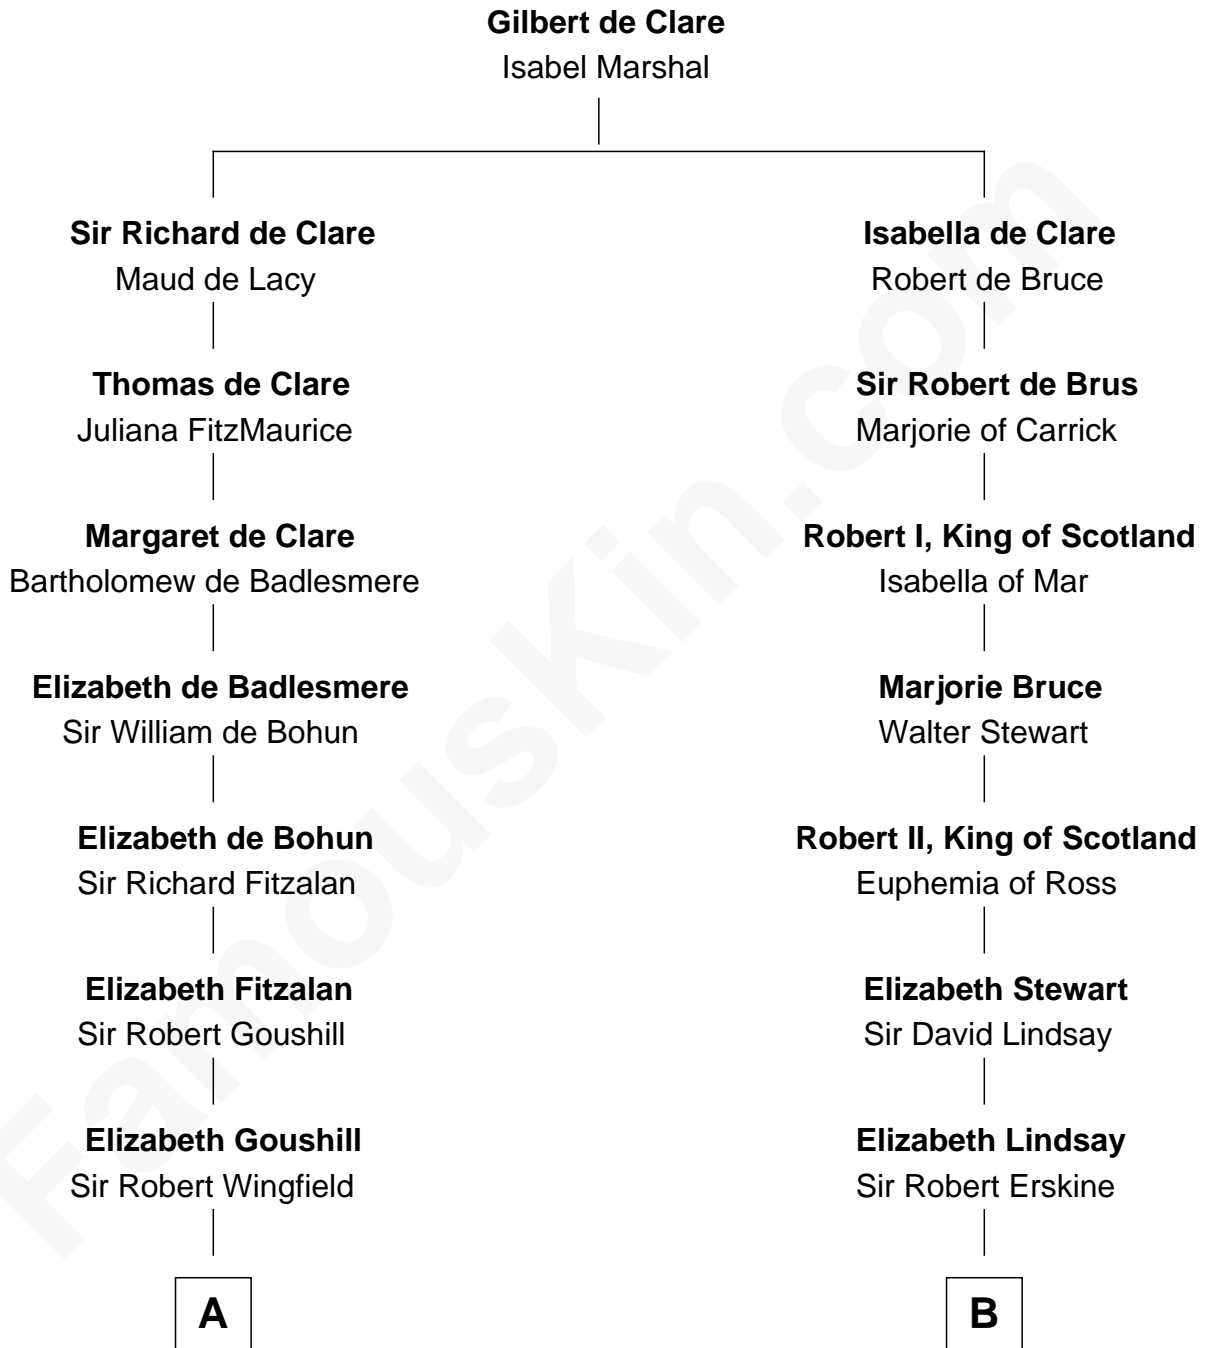 Gilbert de Clare
Isabel Marshal
Sir Richard de Clare
Maud de Lacy
Thomas de Clare
Juliana FitzMaurice
Margaret de Clare
Bartholomew de Badlesmere
Elizabeth de Badlesmere
Sir William de Bohun
Elizabeth de Bohun
Sir Richard Fitzalan
Elizabeth Fitzalan
Sir Robert Goushill
Elizabeth Goushill
Sir Robert Wingfield
A
Isabella de Clare
Robert de Bruce
Sir Robert de Brus
Marjorie of Carrick
Robert I, King of Scotland
Isabella of Mar
Marjorie Bruce
Walter Stewart
Robert II, King of Scotland
Euphemia of Ross
Elizabeth Stewart
Sir David Lindsay
Elizabeth Lindsay
Sir Robert Erskine
B
FamousKin.com